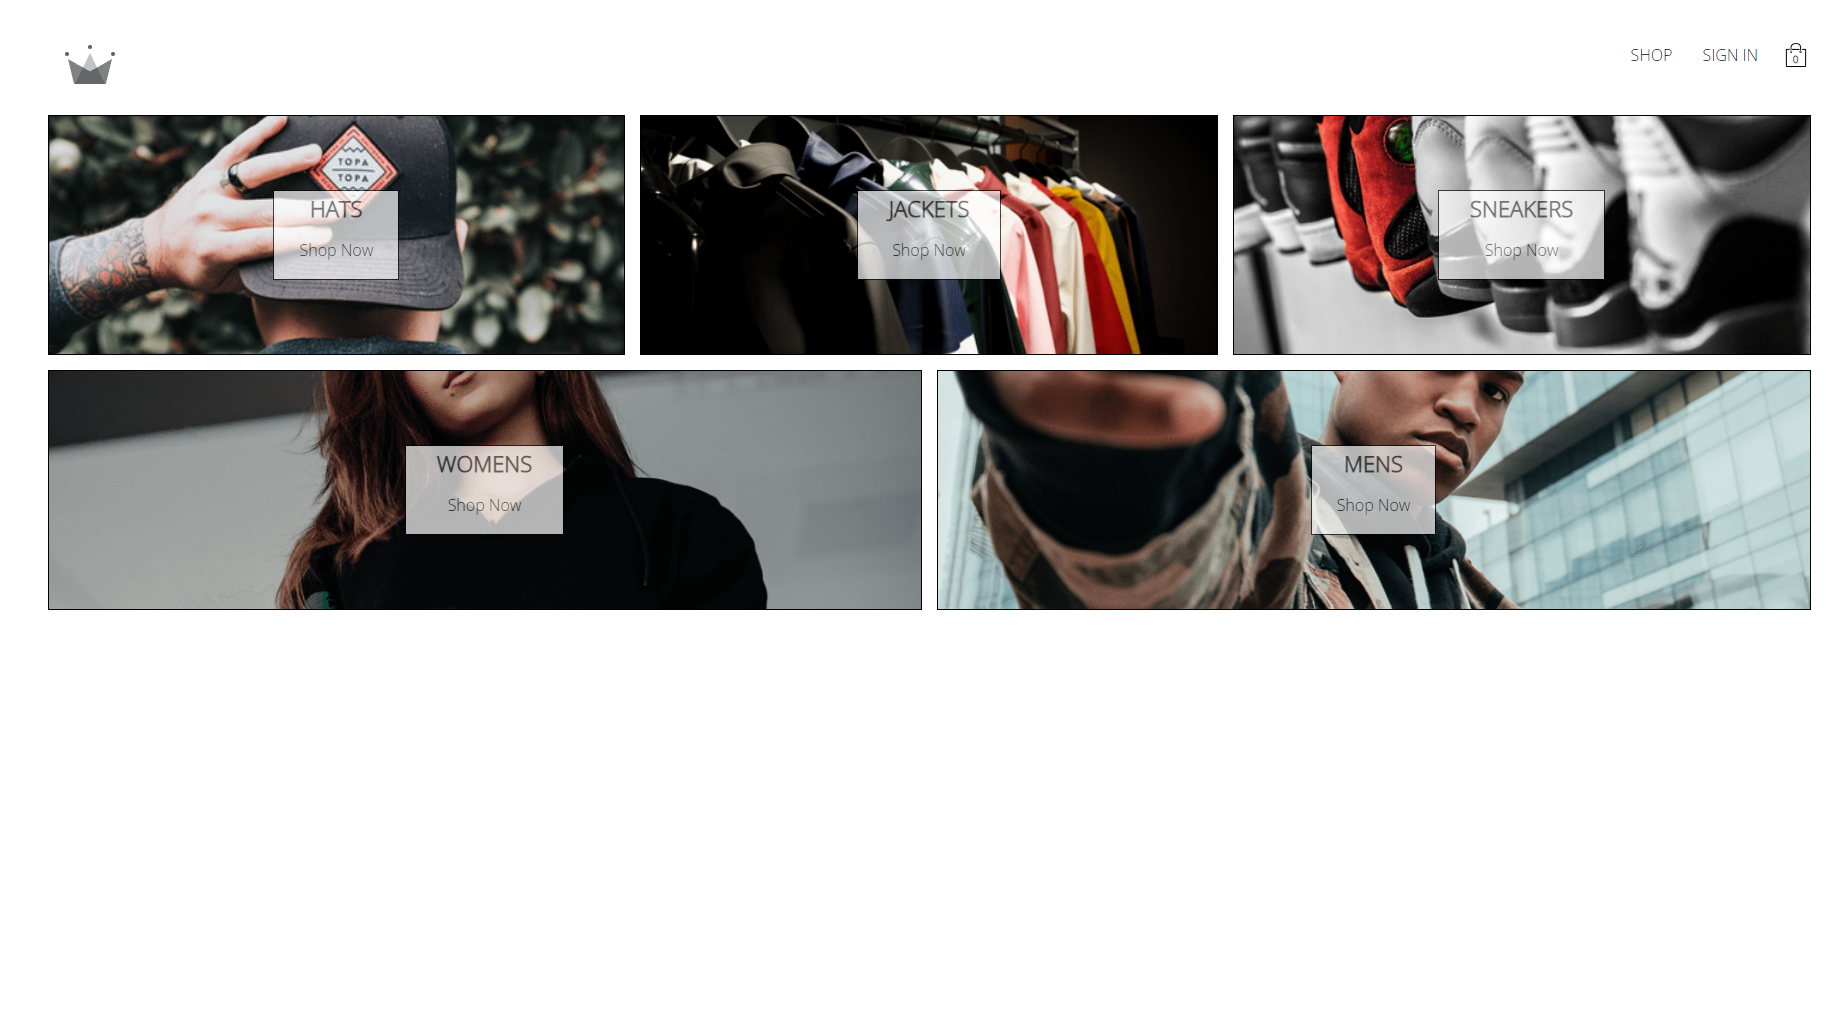 SHOP
SIGN IN
0
TOPA
TOPA
HATS
Shop Now
JACKETS
Shop Now
SNEAKERS
Shop Now
WOMENS
Shop Now
MENS
Shop Now